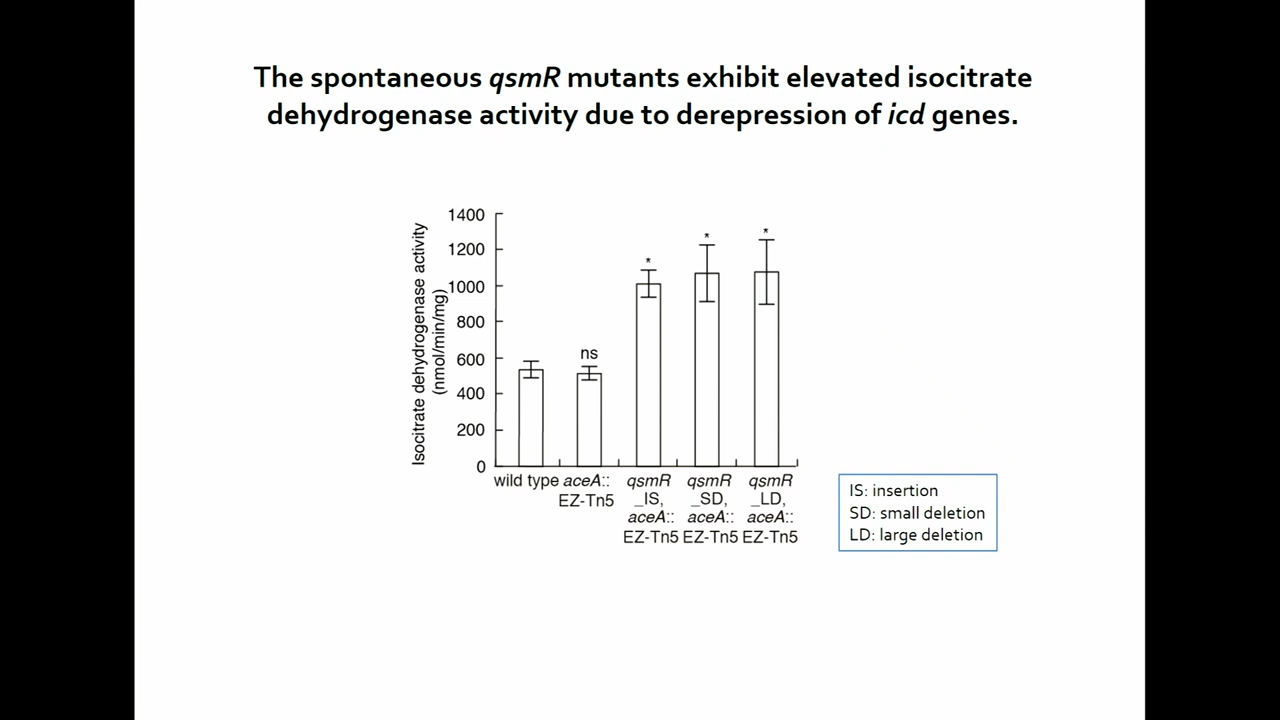 The spontaneous qsmR mutants exhibit elevated isocitrate
dehydrogenase activity due to derepression of icd genes.
Isocitrate dehydrogenase activity
(nmol/min/mg)
1400
1200
1000
800
600
400
200
0
ns
*
*
*
wild type
aceA::
EZ-Tn5
qsmR
_IS,
aceA::
EZ-Tn5
qsmR
_SD,
aceA::
EZ-Tn5
qsmR
_LD,
aceA::
EZ-Tn5
IS: insertion
SD: small deletion
LD: large deletion